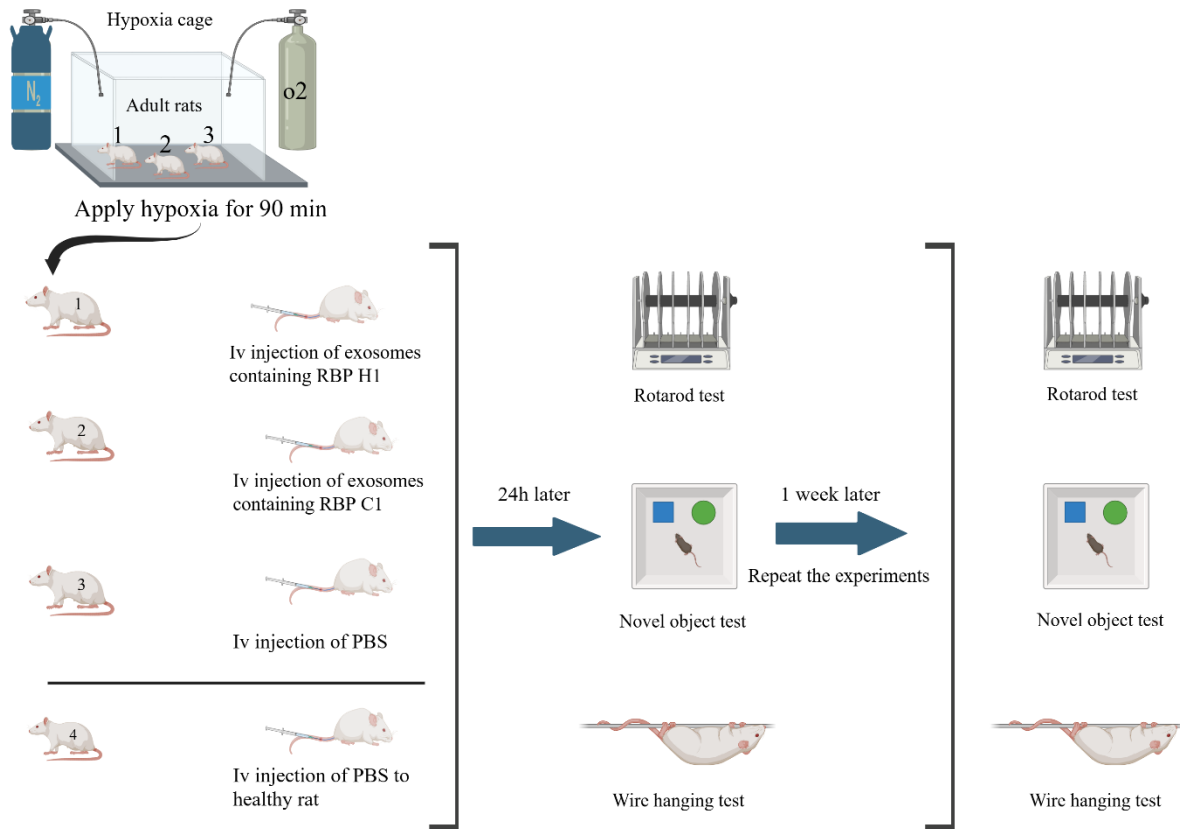 Hypoxia cage
N2
o2
Adult rats
1
2
3
Apply hypoxia for 90 min
1
Iv injection of exosomes
containing RBP H1
2
Iv injection of exosomes
containing RBP C1
3
Iv injection of PBS
4
Iv injection of PBS to
healthy rat
24h later
Rotarod test
Novel object test
Wire hanging test
1 week later
Repeat the experiments
Rotarod test
Novel object test
Wire hanging test